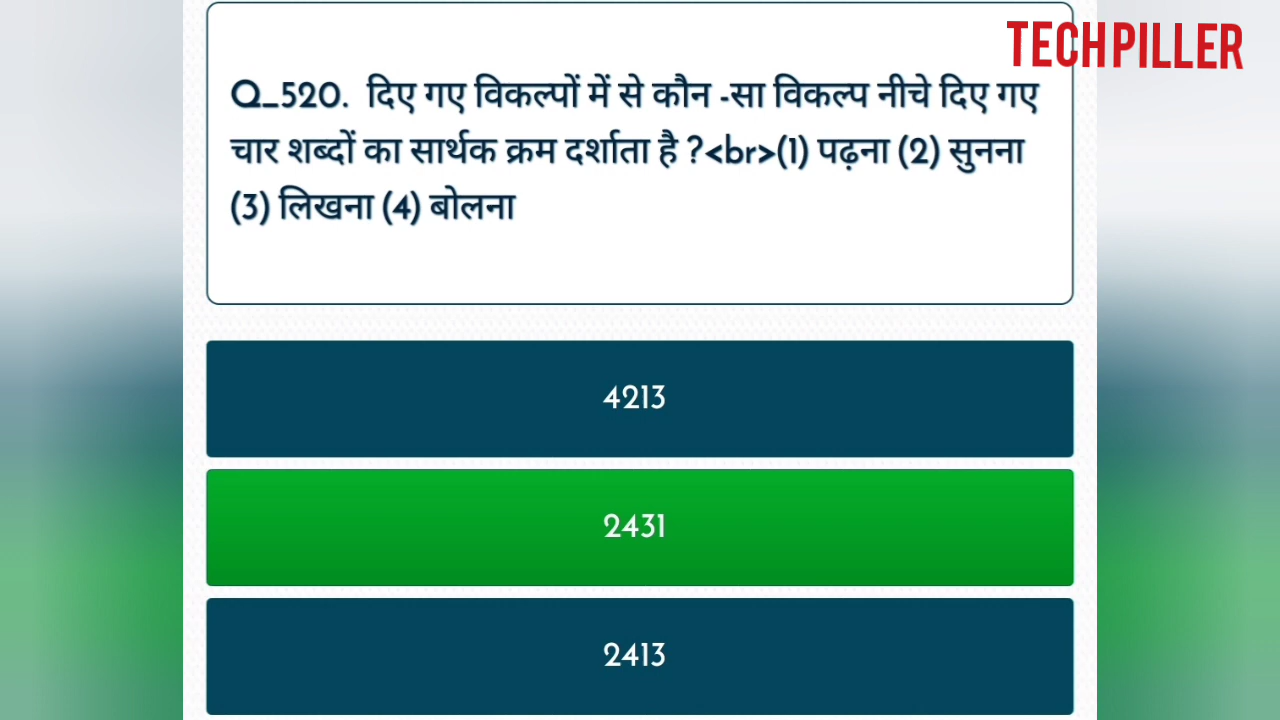 TECHPILLER
Q_520. दिए गए विकल्पों में से कौन -सा विकल्प नीचे दिए गए
चार शब्दों का सार्थक क्रम दर्शाता है ?<br>(1) पढ़ना (2) सुनना
(3) लिखना (4) बोलना
4213
2431
2413